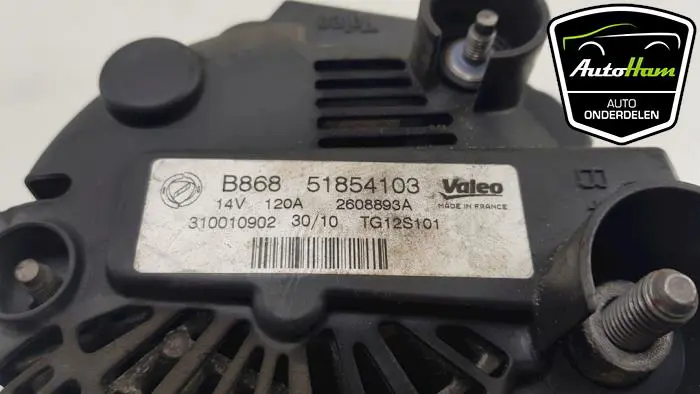 AutoHam
AUTO
ONDERDELEN
B868 51854103 Valeo
14V 120A 2608893A MADE IN FRANCE
310010902 30/10 TG12S101
B+